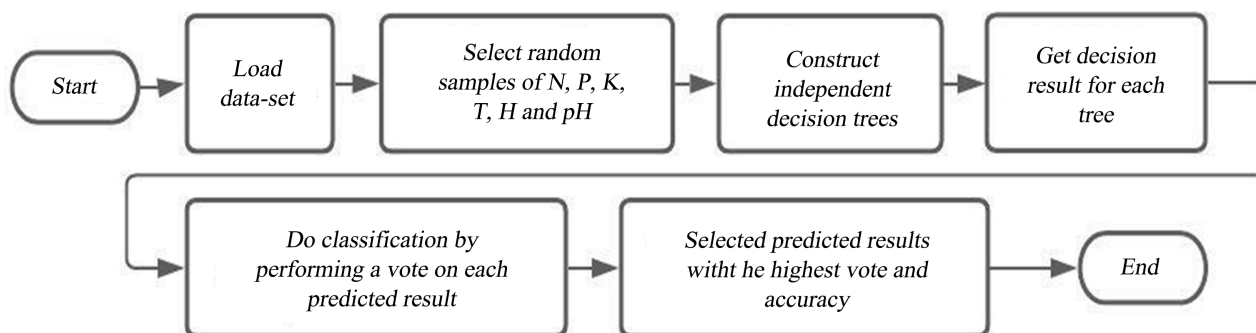 Start
Load
data-set
Select random
samples of N, P, K,
T, H and pH
Construct
independent
decision trees
Get decision
result for each
tree
Do classification by
performing a vote on each
predicted result
Selected predicted results
witht he highest vote and
accuracy
End